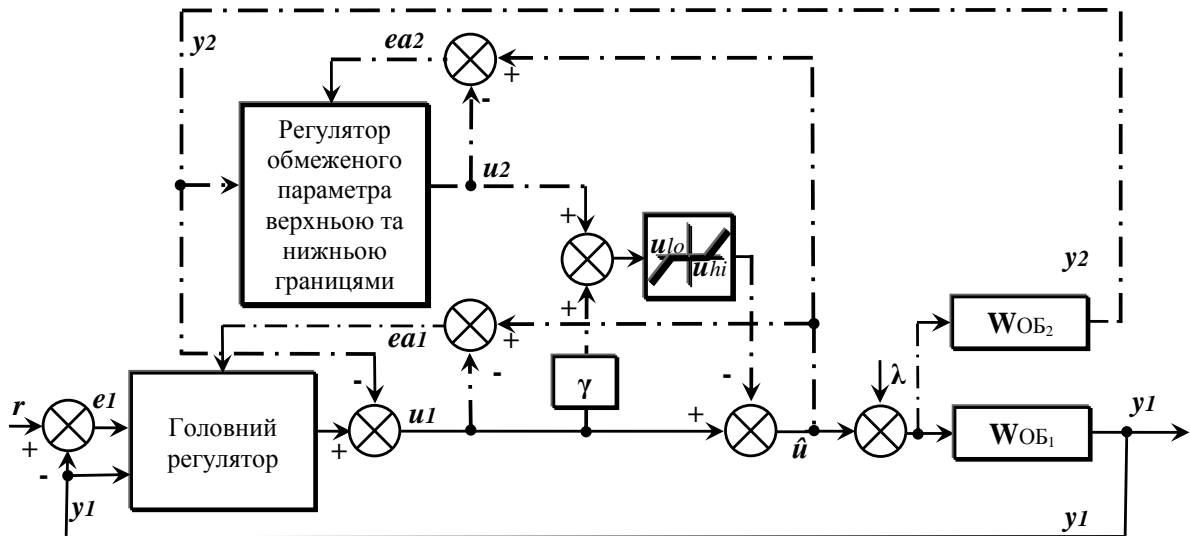 y2
ea2
+
-
Регулятор
обмеженого
параметра
верхньою та
нижньою
границями
u2
+
ulo
uhi
y2
+
WОБ2
ea1
+
-
γ
-
λ
-
r
e1
+
-
Головний
регулятор
+
u1
+
û
WОБ1
y1
y1
y1